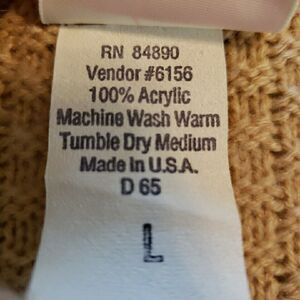 RN 84890
Vendor #6156
100% Acrylic
Machine Wash Warm
Tumble Dry Medium
Made in U.S.A.
D 65
L